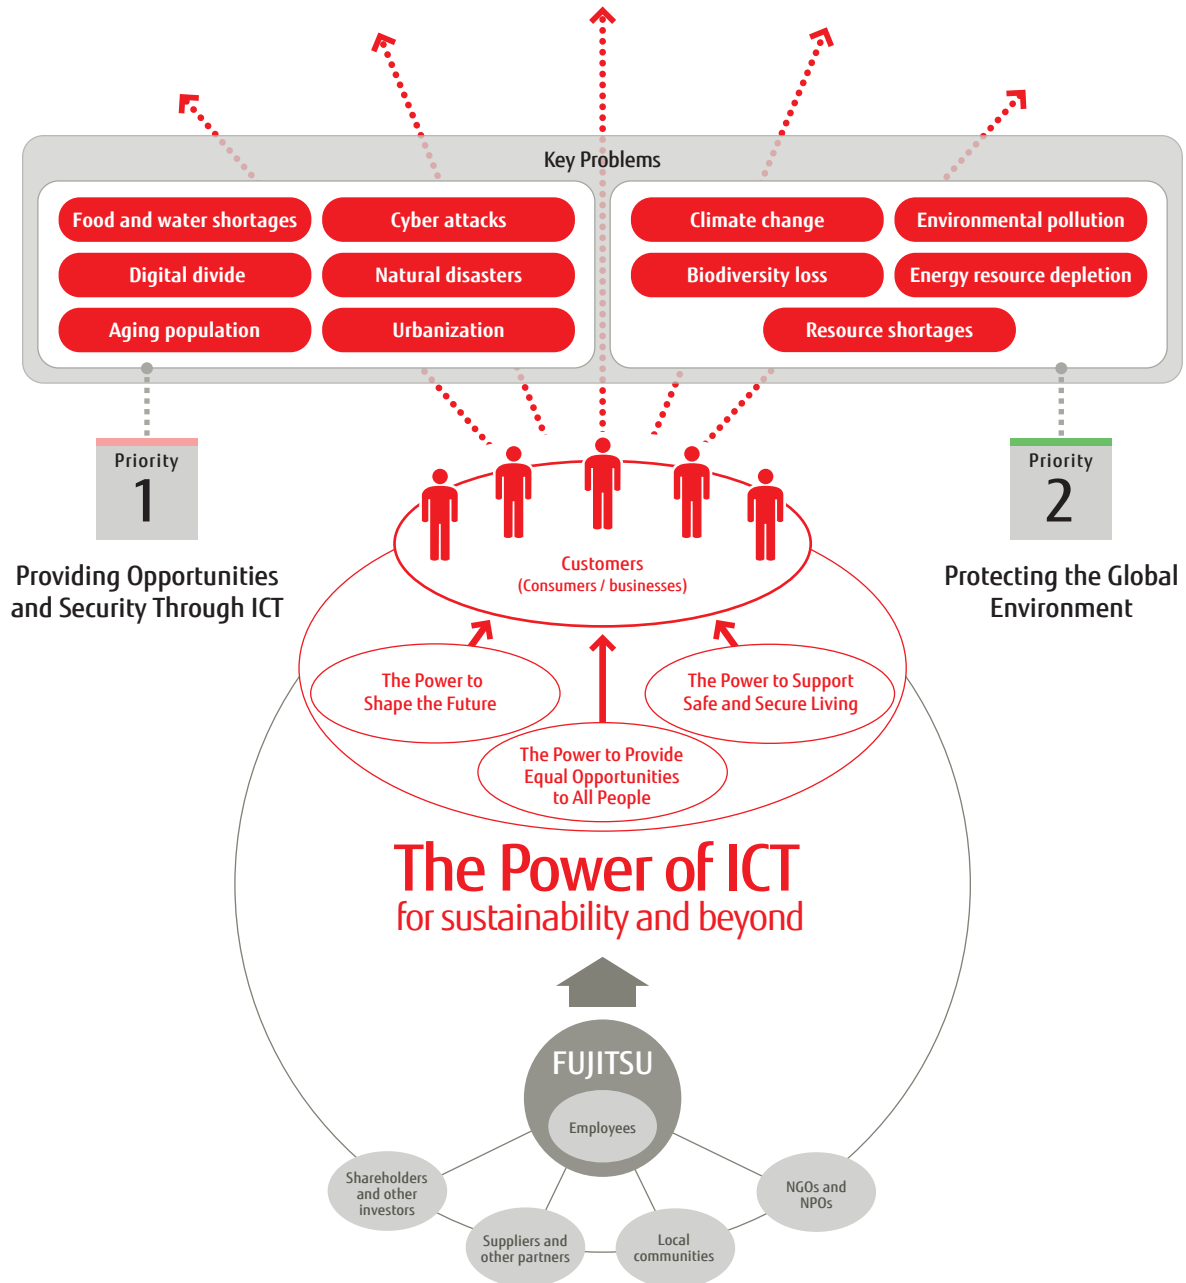 Key Problems
Food and water shortages
Cyber attacks
Digital divide
Natural disasters
Aging population
Urbanization
Climate change
Environmental pollution
Biodiversity loss
Energy resource depletion
Resource shortages
Priority
1
Providing Opportunities
and Security Through ICT
Priority
2
Protecting the Global
Environment
Customers
(Consumers / businesses)
The Power to
Shape the Future
The Power to Support
Safe and Secure Living
The Power to Provide
Equal Opportunities
to All People
The Power of ICT
for sustainability and beyond
FUJITSU
Employees
Shareholders
and other
investors
Suppliers and
other partners
Local
communities
NGOs and
NPOs